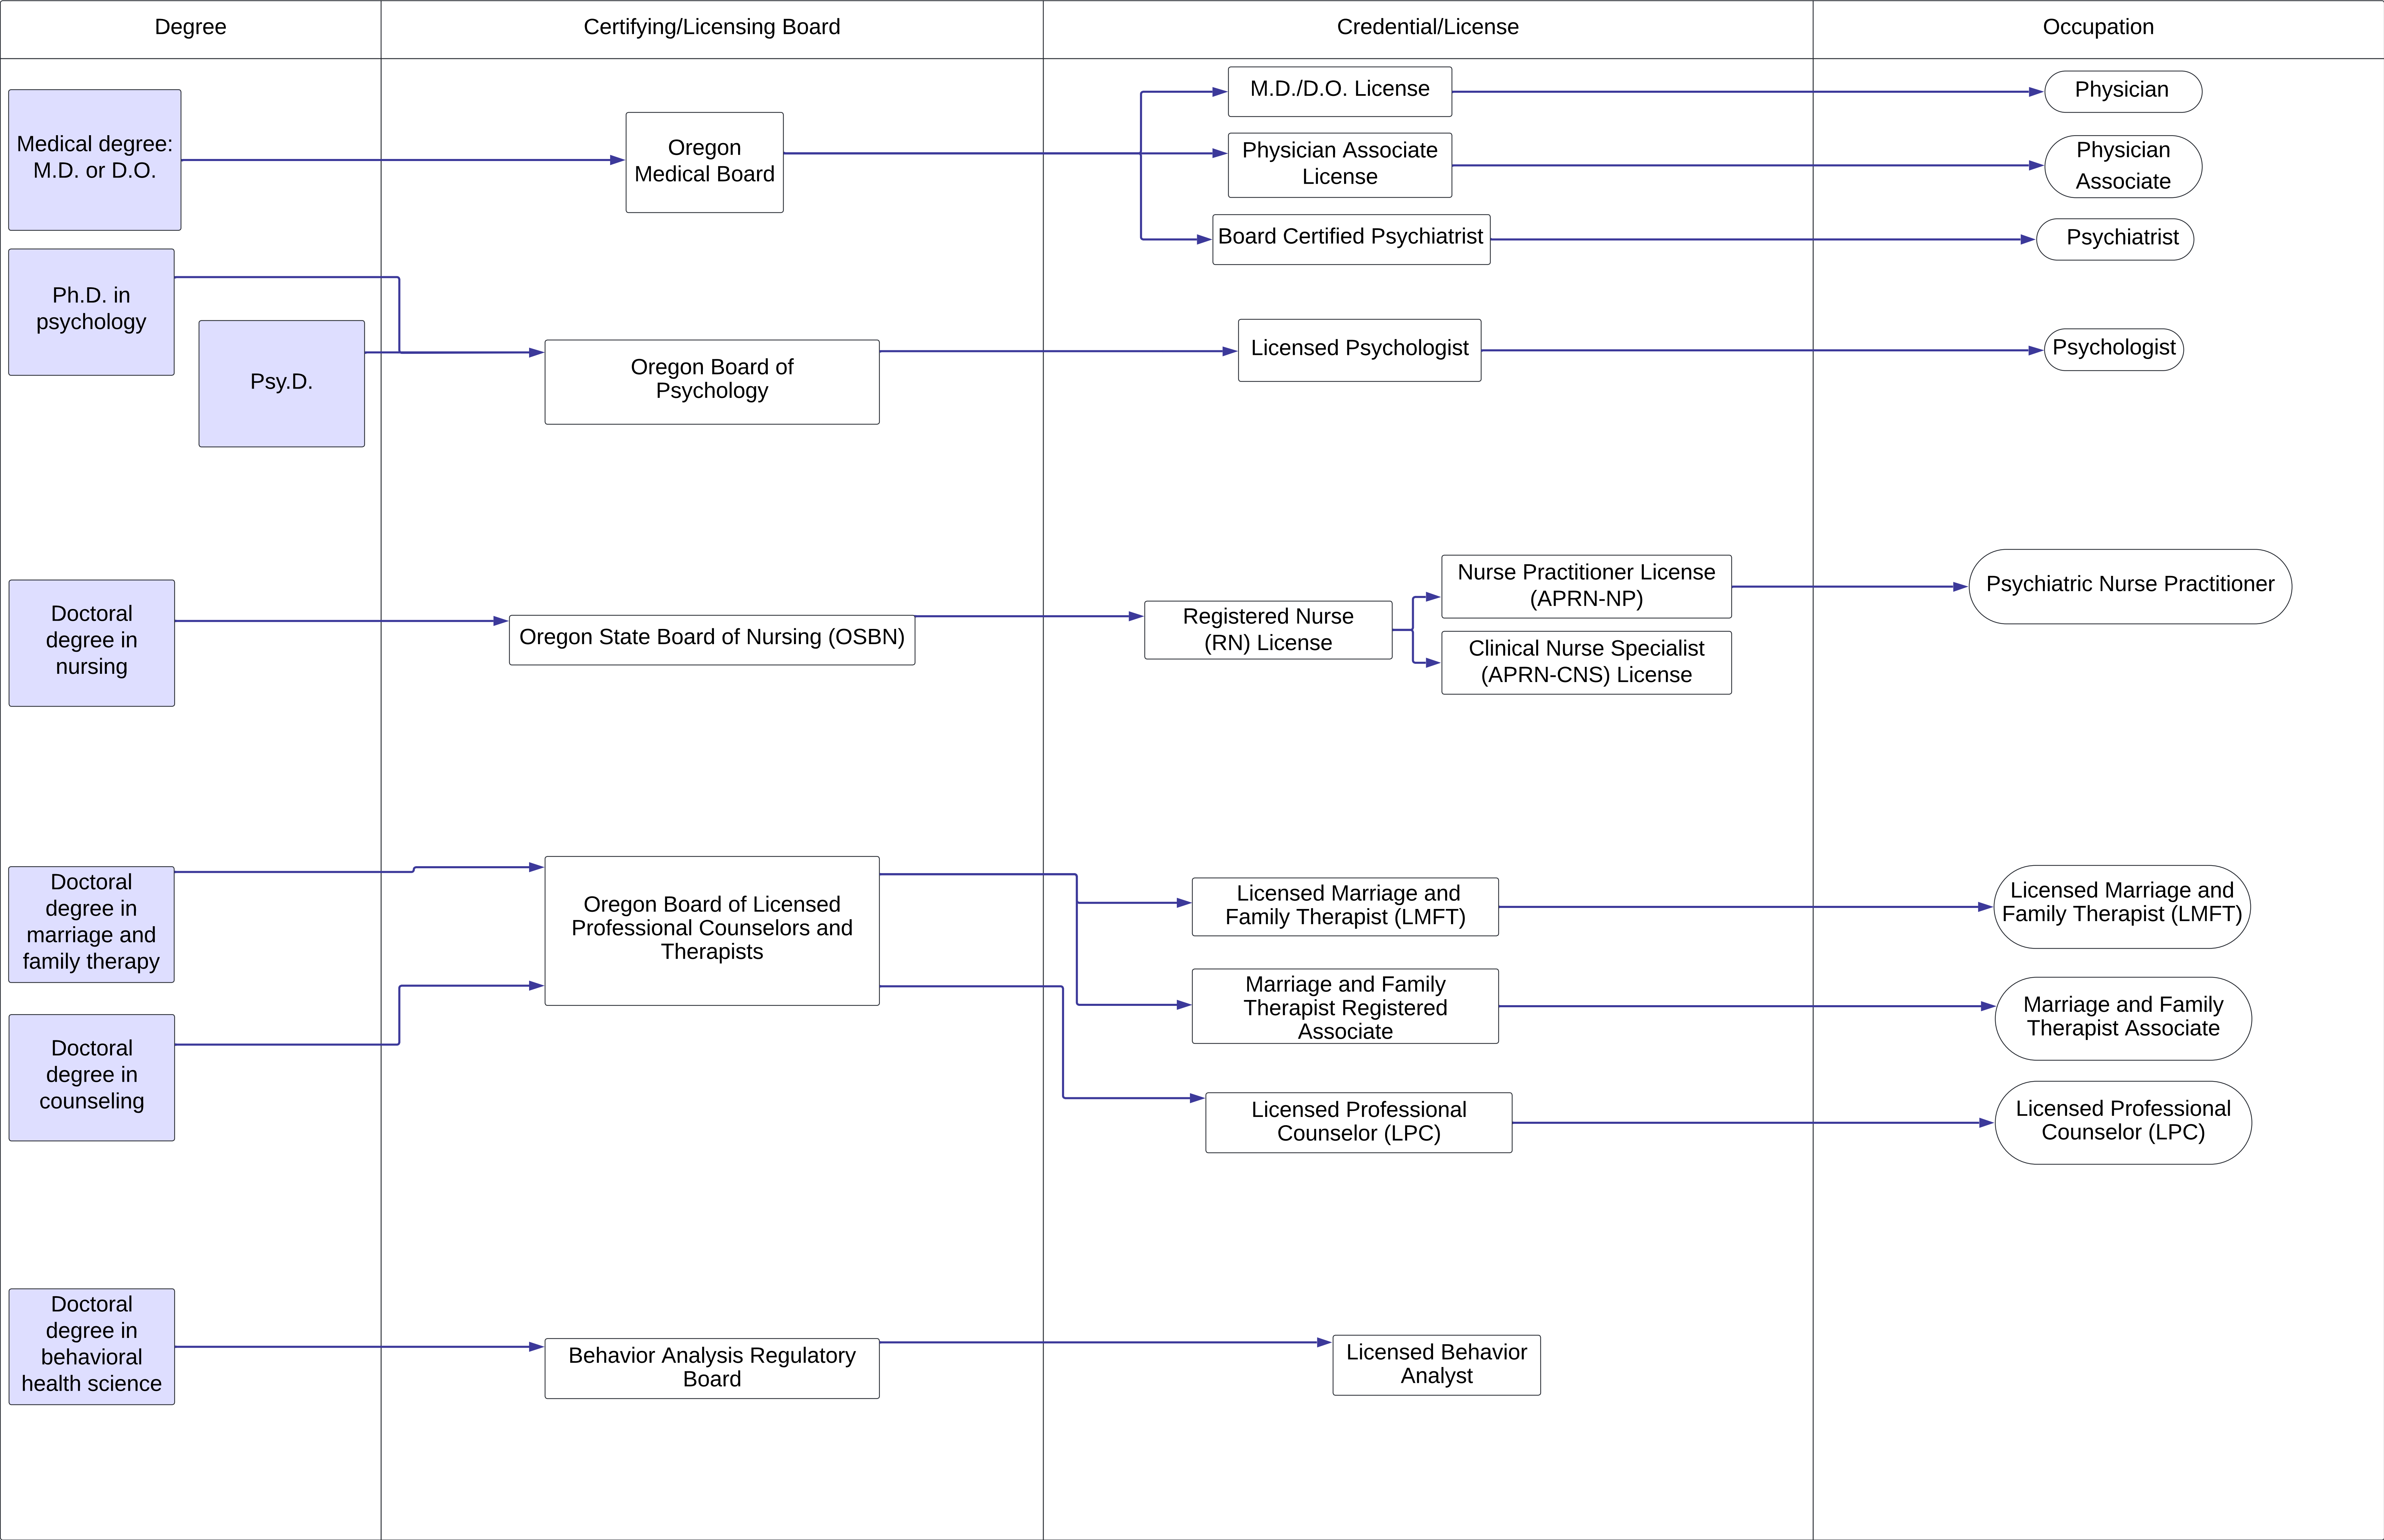 Degree
Certifying/Licensing Board
Credential/License
Occupation
Medical degree:
M.D. or D.O.
Oregon
Medical Board
M.D./D.O. License
Physician
Physician Associate
License
Physician
Associate
Board Certified Psychiatrist
Psychiatrist
Ph.D. in
psychology
Psy.D.
Oregon Board of
Psychology
Licensed Psychologist
Psychologist
Doctoral
degree in
nursing
Oregon State Board of Nursing (OSBN)
Registered Nurse
(RN) License
Nurse Practitioner License
(APRN-NP)
Clinical Nurse Specialist
(APRN-CNS) License
Psychiatric Nurse Practitioner
Doctoral
degree in
marriage and
family therapy
Doctoral
degree in
counseling
Oregon Board of Licensed
Professional Counselors and
Therapists
Licensed Marriage and
Family Therapist (LMFT)
Licensed Marriage and
Family Therapist (LMFT)
Marriage and Family
Therapist Registered
Associate
Marriage and Family
Therapist Associate
Licensed Professional
Counselor (LPC)
Licensed Professional
Counselor (LPC)
Doctoral
degree in
behavioral
health science
Behavior Analysis Regulatory
Board
Licensed Behavior
Analyst